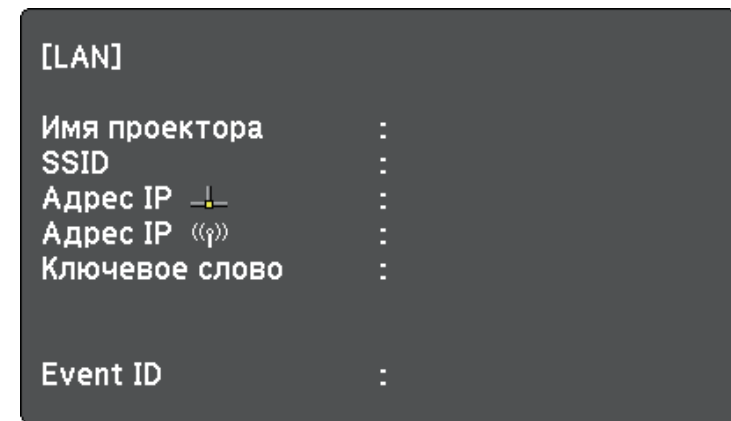 [LAN]
Имя проектора :
SSID :
Адрес IP :
Адрес IP :
Ключевое слово :
Event ID :